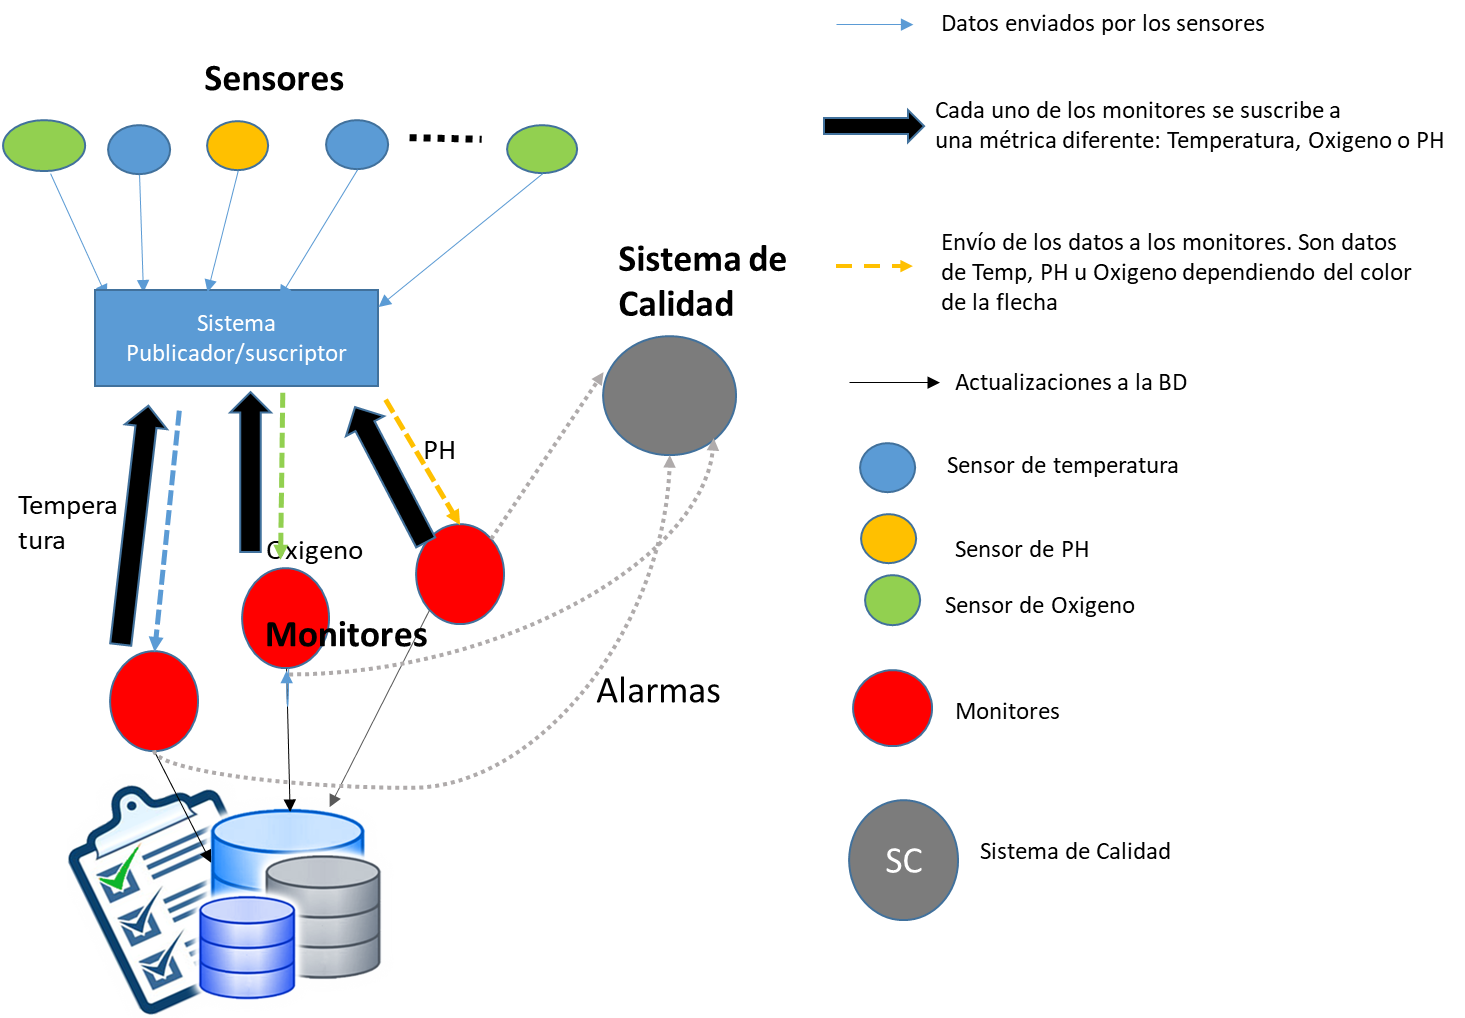 Sensores
Sistema
Publicador/suscriptor
Sistema de
Calidad
PH
Tempera
tura
Oxigeno
Monitores
Alarmas
Datos enviados por los sensores
Cada uno de los monitores se suscribe a
una métrica diferente: Temperatura, Oxigeno o PH
Envío de los datos a los monitores. Son datos
de Temp, PH u Oxigeno dependiendo del color
de la flecha
Actualizaciones a la BD
Sensor de temperatura
Sensor de PH
Sensor de Oxigeno
Monitores
SC
Sistema de Calidad